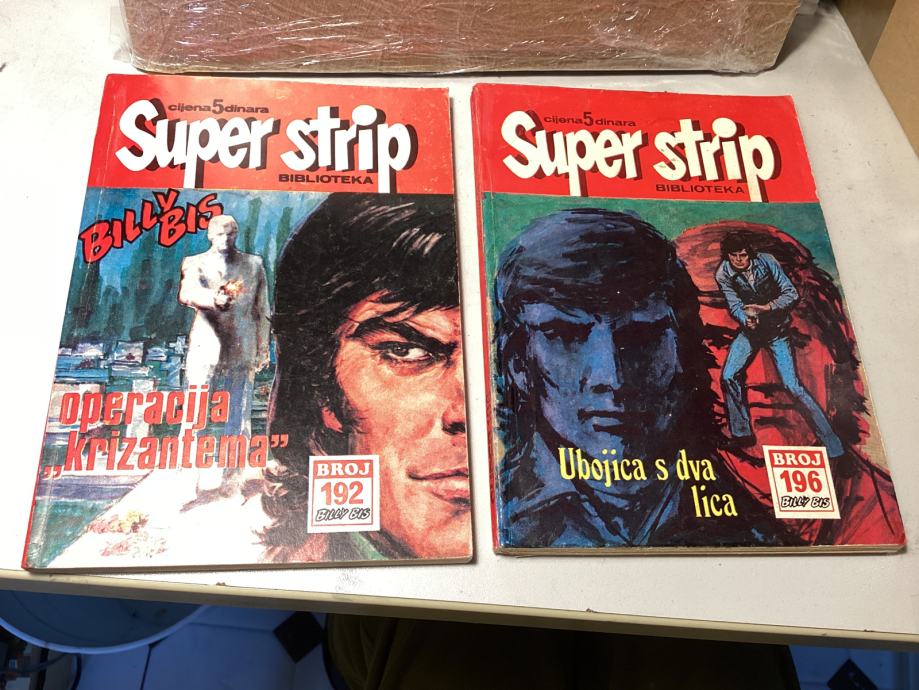 cijena 5 dinara
Super strip
BIBLIOTEKA
BILLY BIS
operacija
„krizantema”
BROJ
192
BILLY BIS
cijena 5 dinara
Super strip
BIBLIOTEKA
Ubojica s dva
lica
BROJ
196
BILLY BIS